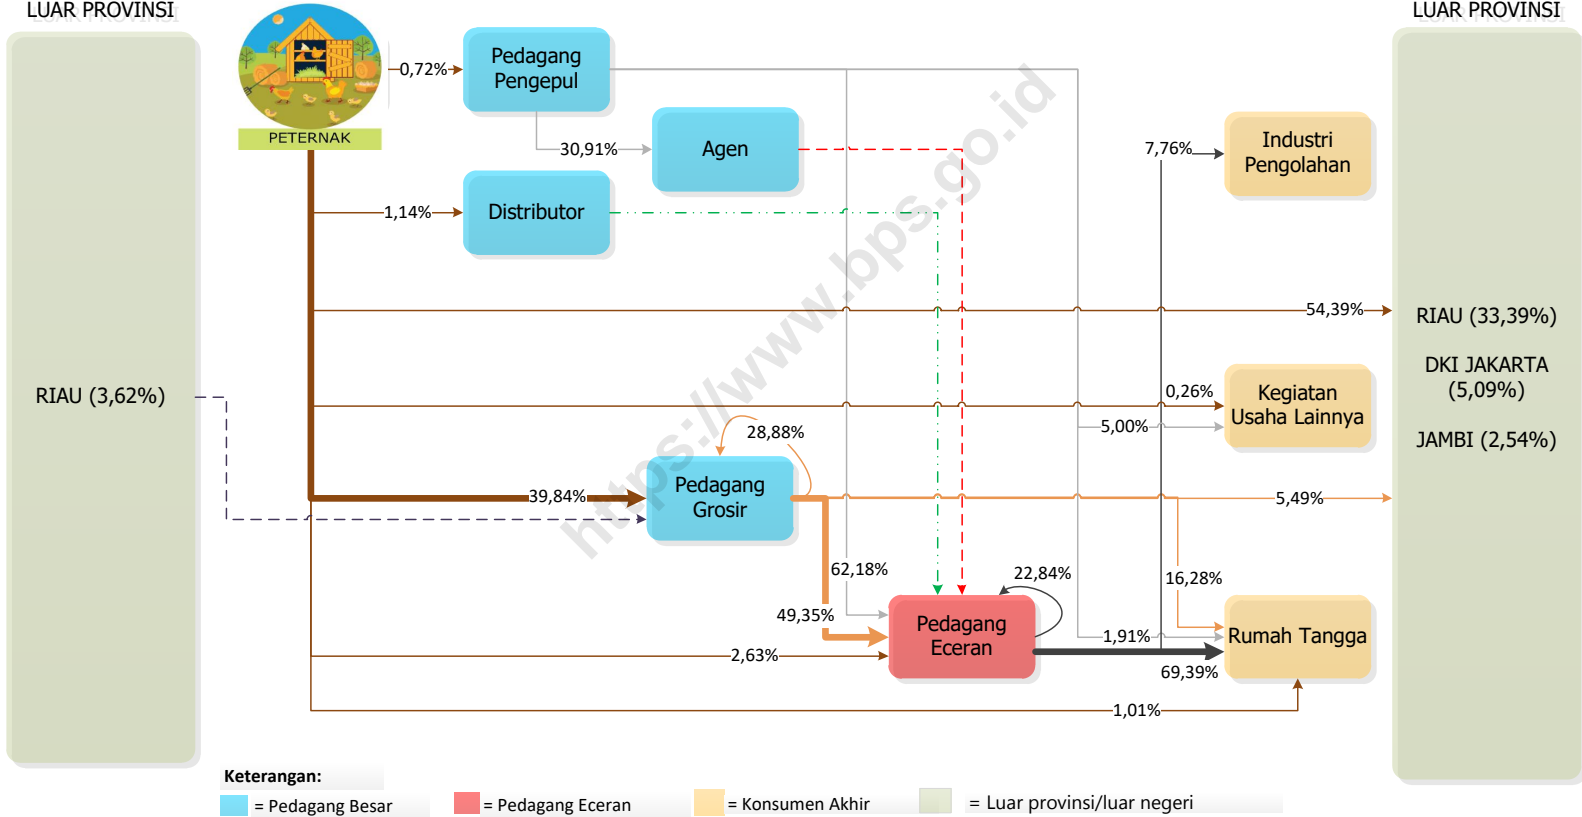 LUAR PROVINSI
LUAR PROVINSI
PETERNAK
0,72%
Pedagang
Pengepul
30,91%
Agen
1,14%
Distributor
7,76%
Industri
Pengolahan
54,39%
RIAU (33,39%)
DKI JAKARTA
(5,09%)
JAMBI (2,54%)
RIAU (3,62%)
0,26%
Kegiatan
Usaha Lainnya
5,00%
28,88%
Pedagang
Grosir
39,84%
5,49%
62,18%
49,35%
22,84%
16,28%
Pedagang
Eceran
1,91%
Rumah Tangga
69,39%
2,63%
1,01%
https://www.bps.go.id
Keterangan:
= Pedagang Besar
= Pedagang Eceran
= Konsumen Akhir
= Luar provinsi/luar negeri